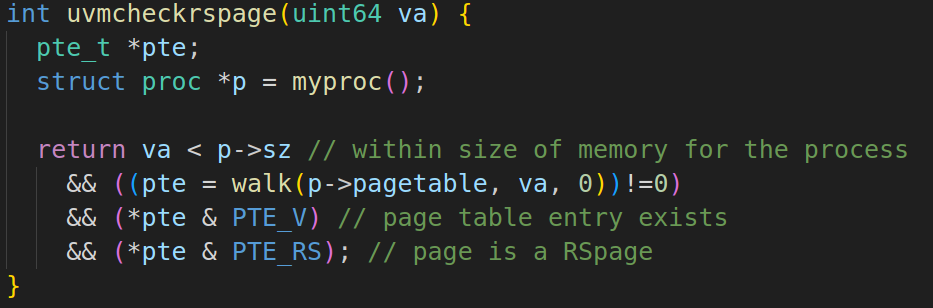 int uvmcheckrspage(uint64 va) {
  pte_t *pte;
  struct proc *p = myproc();

  return va < p->sz // within size of memory for the process
    && ((pte = walk(p->pagetable, va, 0))!=0)
    && (*pte & PTE_V) // page table entry exists
    && (*pte & PTE_RS); // page is a RSpage
}